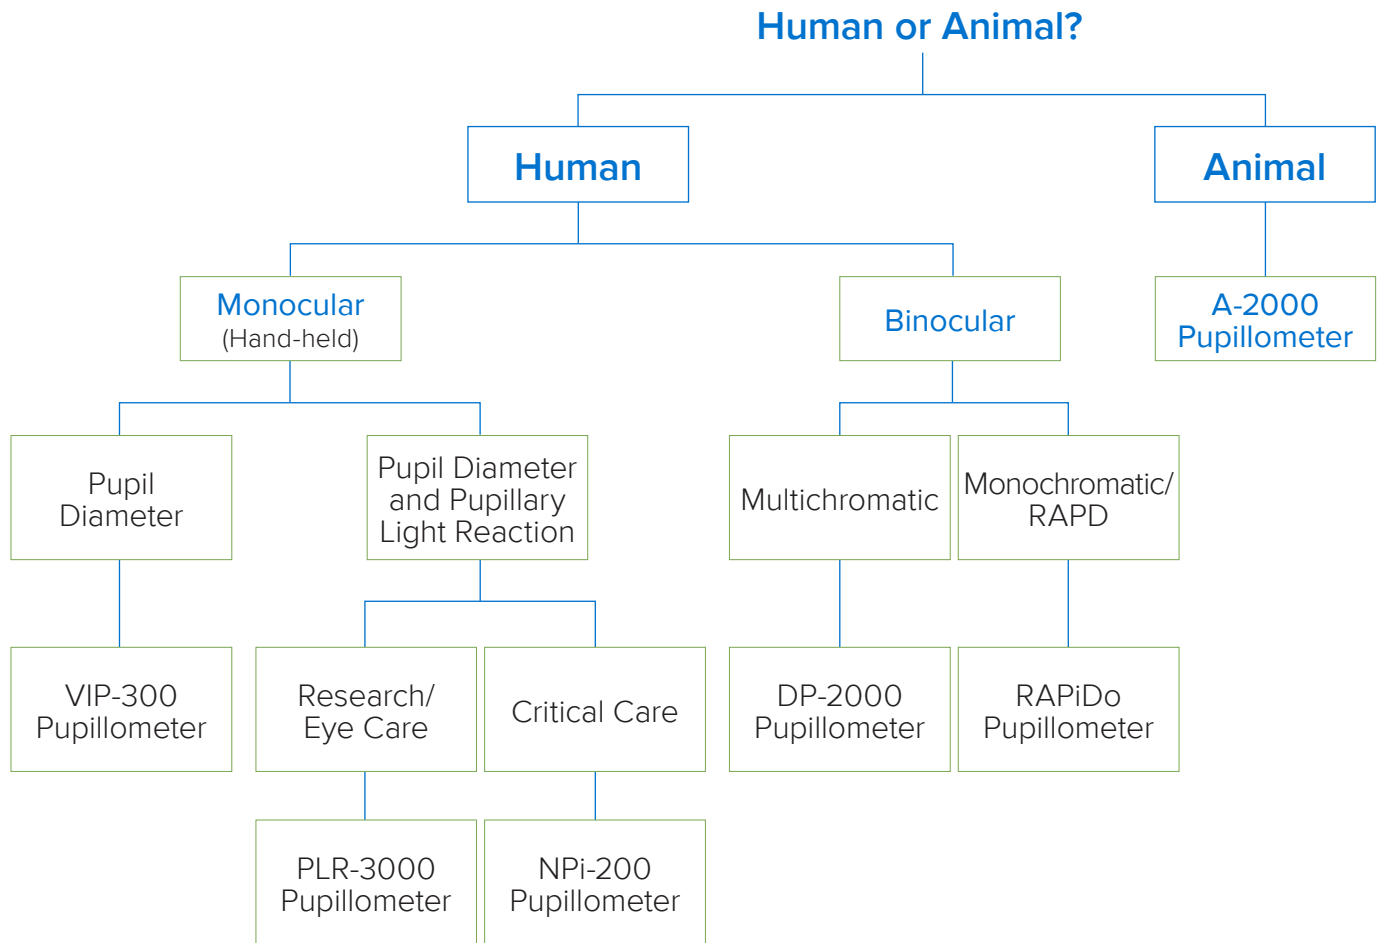 Human or Animal?
Human
Animal
Monocular
(Hand-held)
Binocular
A-2000
Pupillometer
Pupil
Diameter
Pupil Diameter
and Pupillary
Light Reaction
Multichromatic
Monochromatic/
RAPD
VIP-300
Pupillometer
Research/
Eye Care
Critical Care
DP-2000
Pupillometer
RAPiDo
Pupillometer
PLR-3000
Pupillometer
NPi-200
Pupillometer